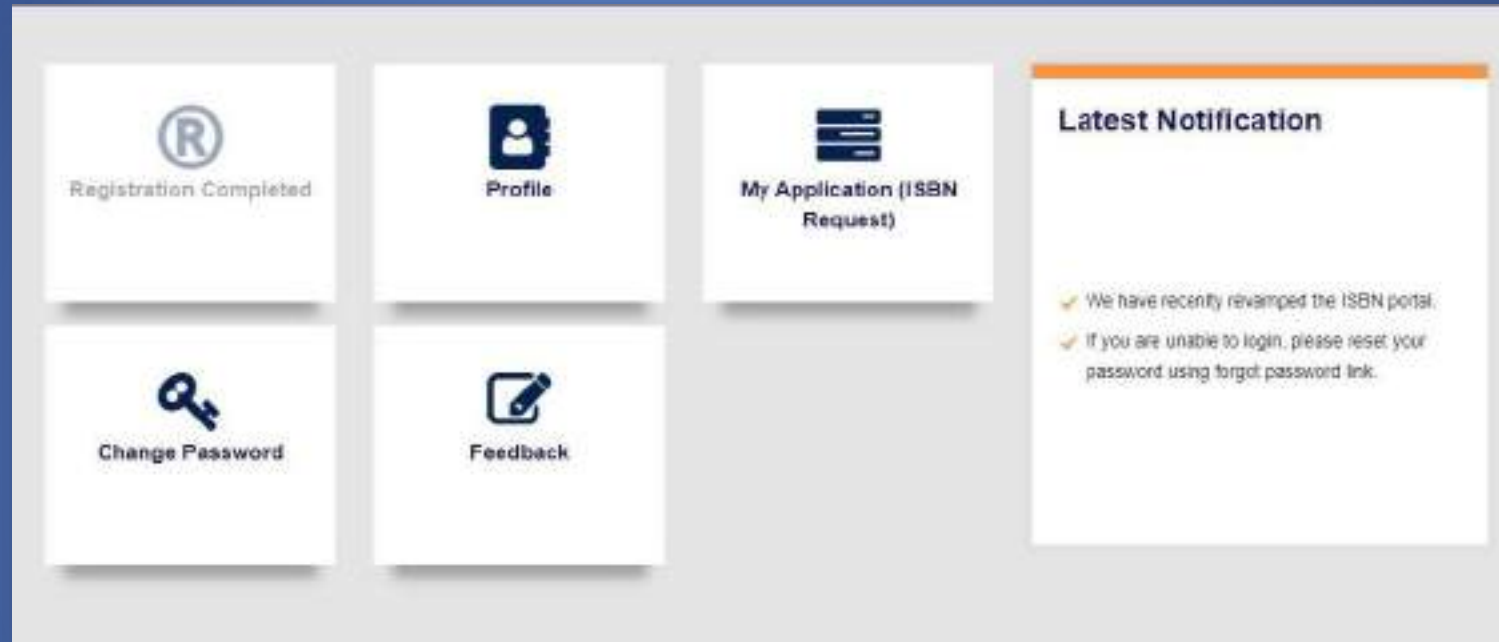 ®
Registration Completed
Profile
My Application (ISBN
Request)
Change Password
Feedback
Latest Notification
We have recently revamped the ISBN portal.
If you are unable to login, please reset your
password using forgot password link.